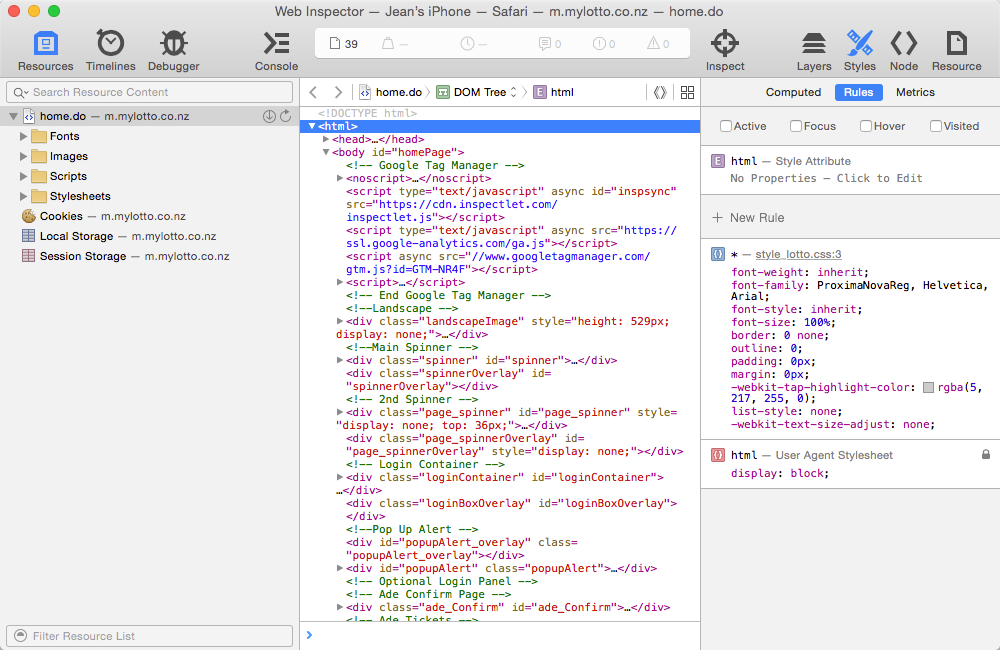 Web Inspector — Jean's iPhone — Safari — m.mylotto.co.nz — home.do
Resources Timelines Debugger Console 39 — — 0 0 0 Inspect Layers Styles Node Resource
Search Resource Content
home.do — m.mylotto.co.nz
Fonts
Images
Scripts
Stylesheets
Cookies — m.mylotto.co.nz
Local Storage — m.mylotto.co.nz
Session Storage — m.mylotto.co.nz
Filter Resource List
home.do DOM Tree E html
<!DOCTYPE html>
<html>
<head>…</head>
<body id="homePage">
<!-- Google Tag Manager -->
<noscript>…</noscript>
<script type="text/javascript" async id="inspsync"
src="https://cdn.inspectlet.com/
inspectlet.js"></script>
<script type="text/javascript" async src="https://
ssl.google-analytics.com/ga.js"></script>
<script async src="//www.googletagmanager.com/
gtm.js?id=GTM-NR4F"></script>
<script>…</script>
<!-- End Google Tag Manager -->
<!--Landscape -->
<div class="landscapeImage" style="height: 529px;
display: none;">…</div>
<!--Main Spinner -->
<div class="spinner" id="spinner">…</div>
<div class="spinnerOverlay" id=
"spinnerOverlay"></div>
<!-- 2nd Spinner -->
<div class="page_spinner" id="page_spinner" style=
"display: none; top: 36px;">…</div>
<div class="page_spinnerOverlay" id=
"page_spinnerOverlay" style="display: none;"></div>
<!-- Login Container -->
<div class="loginContainer" id="loginContainer">
…</div>
<div class="loginBoxOverlay" id="loginBoxOverlay">
</div>
<!--Pop Up Alert -->
<div id="popupAlert_overlay" class=
"popupAlert_overlay"></div>
<div id="popupAlert" class="popupAlert">…</div>
<!-- Optional Login Panel -->
<!-- Ade Confirm Page -->
<div class="ade_Confirm" id="ade_Confirm">…</div>
<!-- Ade Tickets -->
Computed Rules Metrics
Active Focus Hover Visited
E html — Style Attribute
No Properties — Click to Edit
+ New Rule
* — style_lotto.css:3
font-weight: inherit;
font-family: ProximaNovaReg, Helvetica,
Arial;
font-style: inherit;
font-size: 100%;
border: 0 none;
outline: 0;
padding: 0px;
margin: 0px;
-webkit-tap-highlight-color: rgba(5,
217, 255, 0);
list-style: none;
-webkit-text-size-adjust: none;
html — User Agent Stylesheet
display: block;